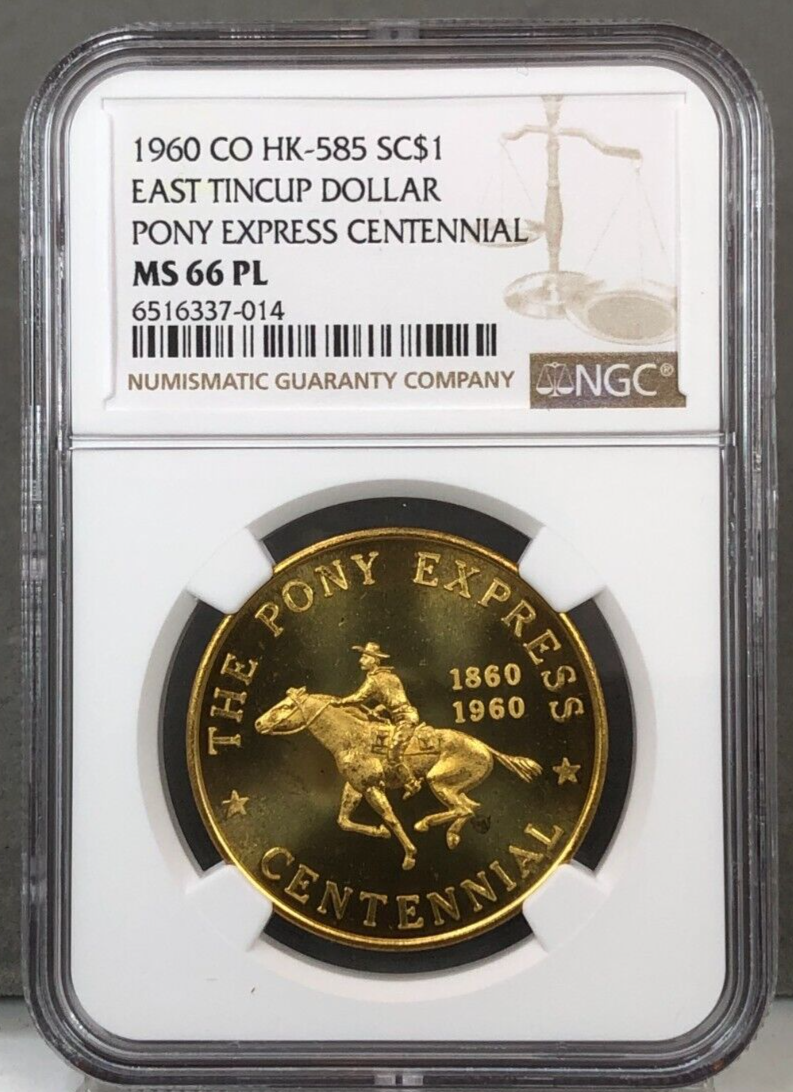 1960 CO HK-585 SC$1
EAST TINCUP DOLLAR
PONY EXPRESS CENTENNIAL
MS 66 PL
6516337-014
NUMISMATIC GUARANTY COMPANY
NGC®
THE PONY EXPRESS
1860
1960
CENTENNIAL